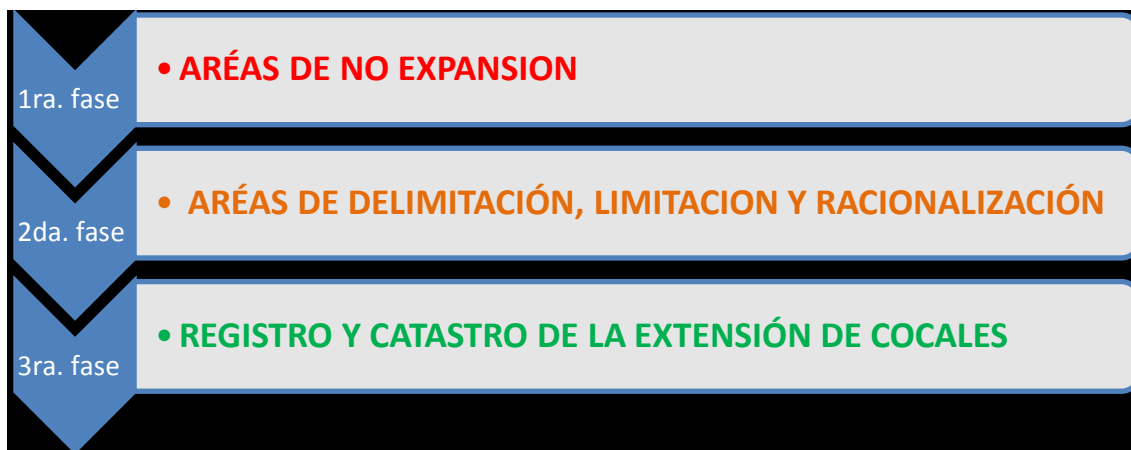 1ra. fase
• ARÉAS DE NO EXPANSION
2da. fase
• ARÉAS DE DELIMITACIÓN, LIMITACION Y RACIONALIZACIÓN
3ra. fase
• REGISTRO Y CATASTRO DE LA EXTENSIÓN DE COCALES